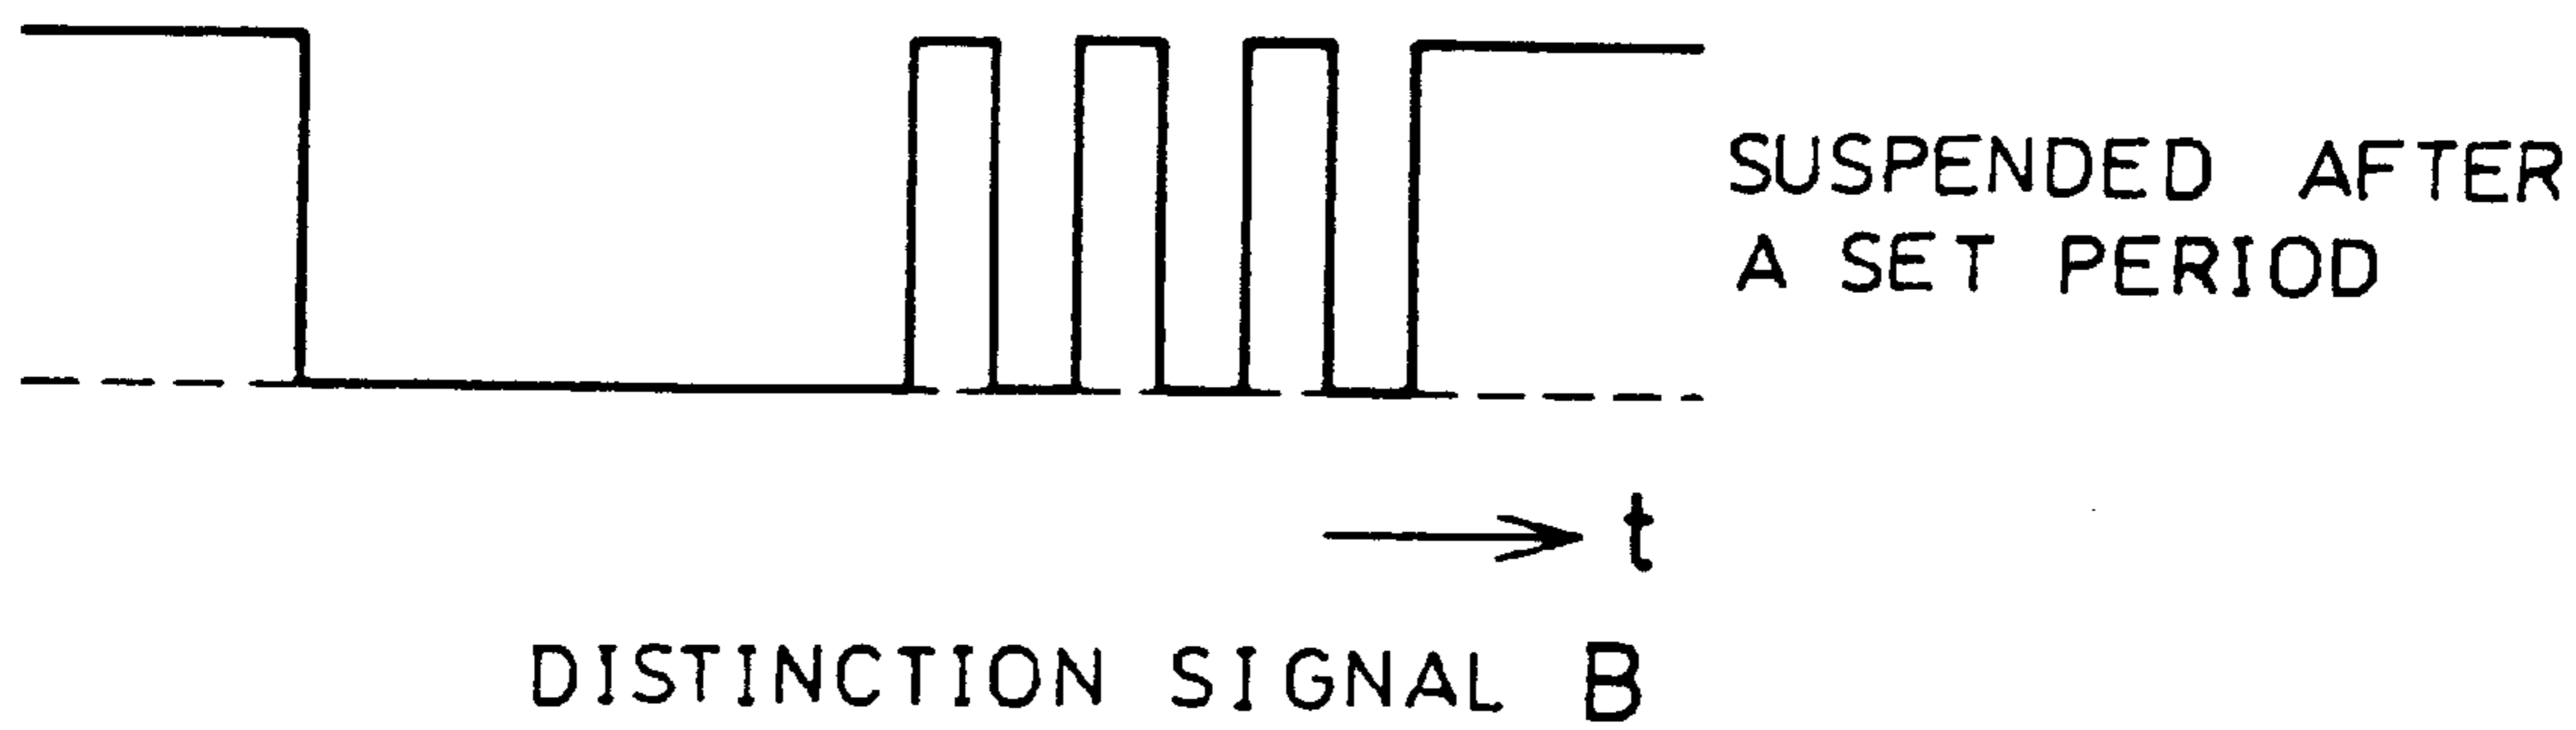 SUSPENDED AFTER
A SET PERIOD
t
DISTINCTION SIGNAL B